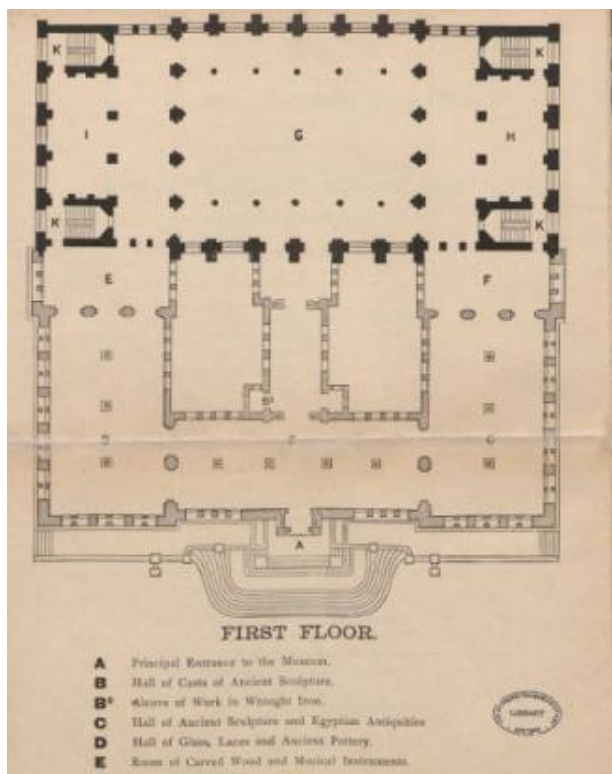 K
K
I
G
H
K
K
E
F
A
FIRST FLOOR.
A Principal Entrance to the Museum.
B Hall of Casts of Ancient Sculpture.
B² Alcove of Work in Wrought Iron.
C Hall of Ancient Sculpture and Egyptian Antiquities
D Hall of Glass, Laces and Ancient Pottery.
E Room of Carved Wood and Musical Instruments.
LIBRARY